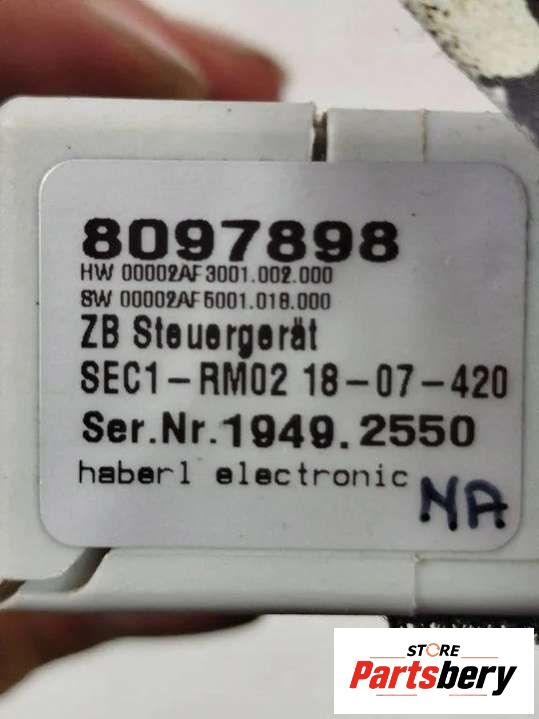 8097898
HW 00002AF3001.002.000
SW 00002AF5001.018.000
ZB Steuergerät
SEC1-RM02 18-07-420
Ser.Nr.1949.2550
haberl electronic
NA
STORE
Partsbery